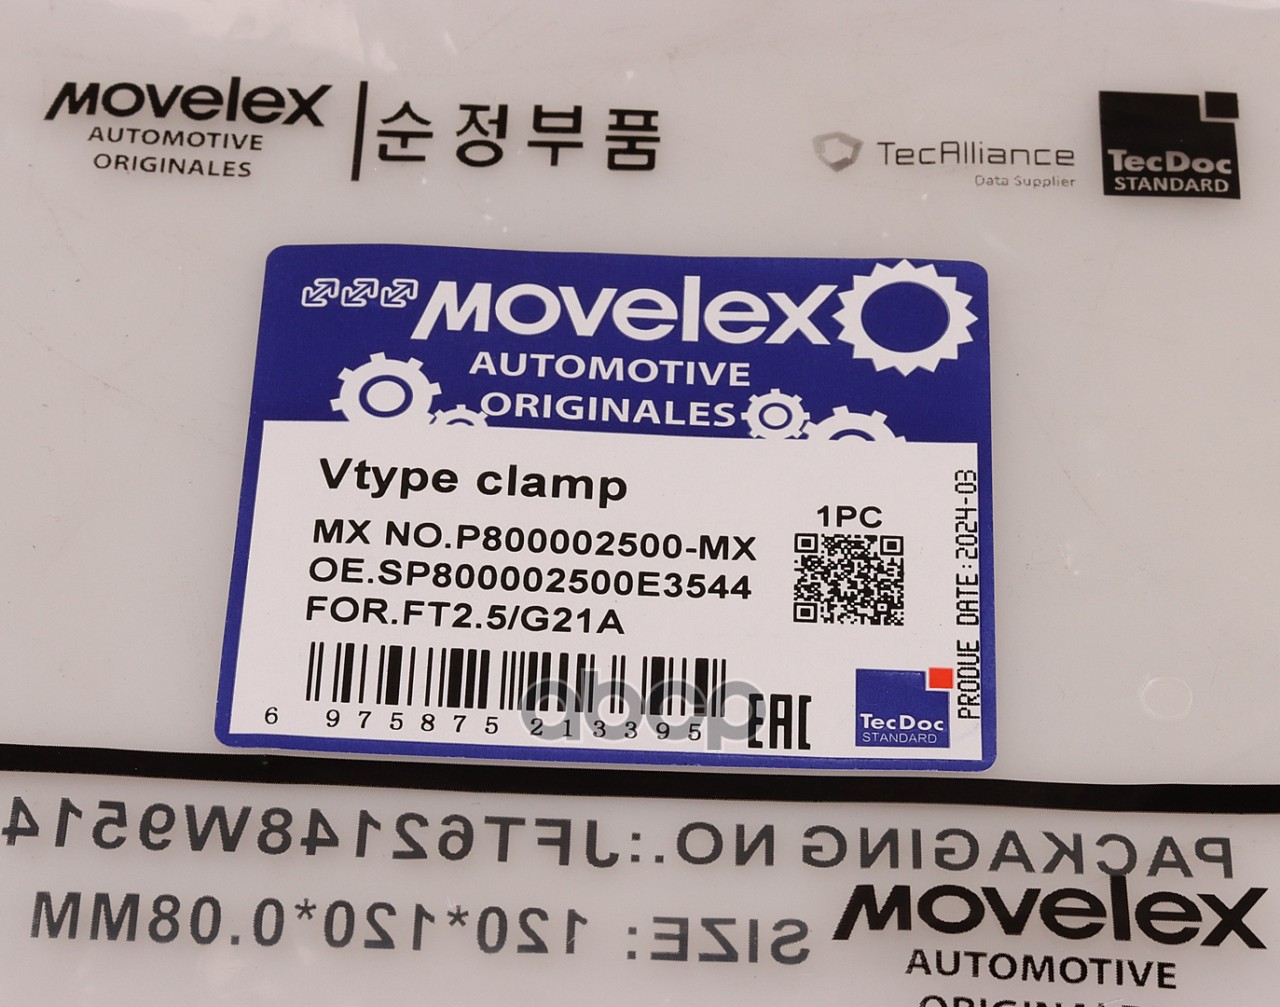 Movelex
AUTOMOTIVE
ORIGINALES
순정부품
TecAlliance
Data Supplier
TecDoc
STANDARD
Movelex
AUTOMOTIVE
ORIGINALES
Vtype clamp
MX NO.P800002500-MX
OE.SP800002500E3544
FOR.FT2.5/G21A
1PC
PRODUE DATE:2024-03
6 975875 213395
abcp
EAC
TecDoc
STANDARD
PACKAGING NO.:JFT62148W9514
SIZE: 120*120*0.08MM
Movelex
AUTOMOTIVE
ORIGINALES